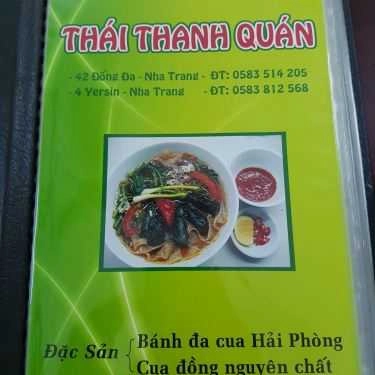 THÁI THANH QUÁN
- 42 Đống Đa - Nha Trang - ĐT: 0583 514 205
- 4 Yersin - Nha Trang - ĐT: 0583 812 568
Đặc Sản { Bánh đa cua Hải Phòng
Cua đồng nguyên chất